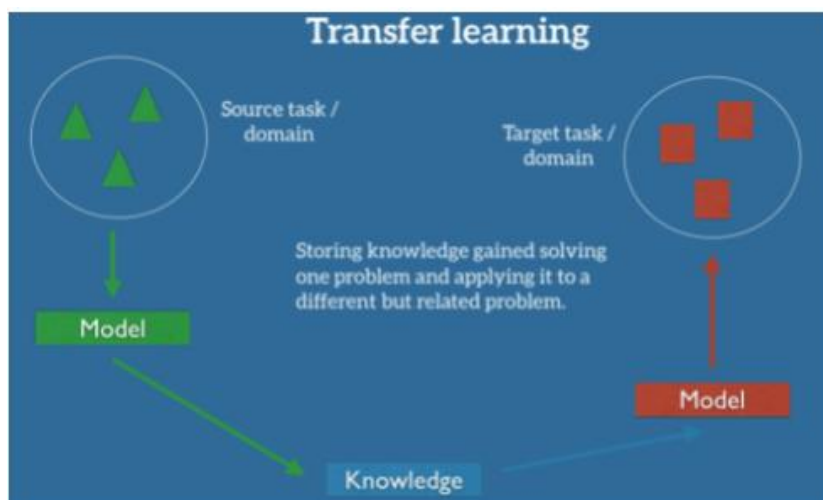 Transfer learning
Source task /
domain
Target task /
domain
Storing knowledge gained solving
one problem and applying it to a
different but related problem.
Model
Model
Knowledge